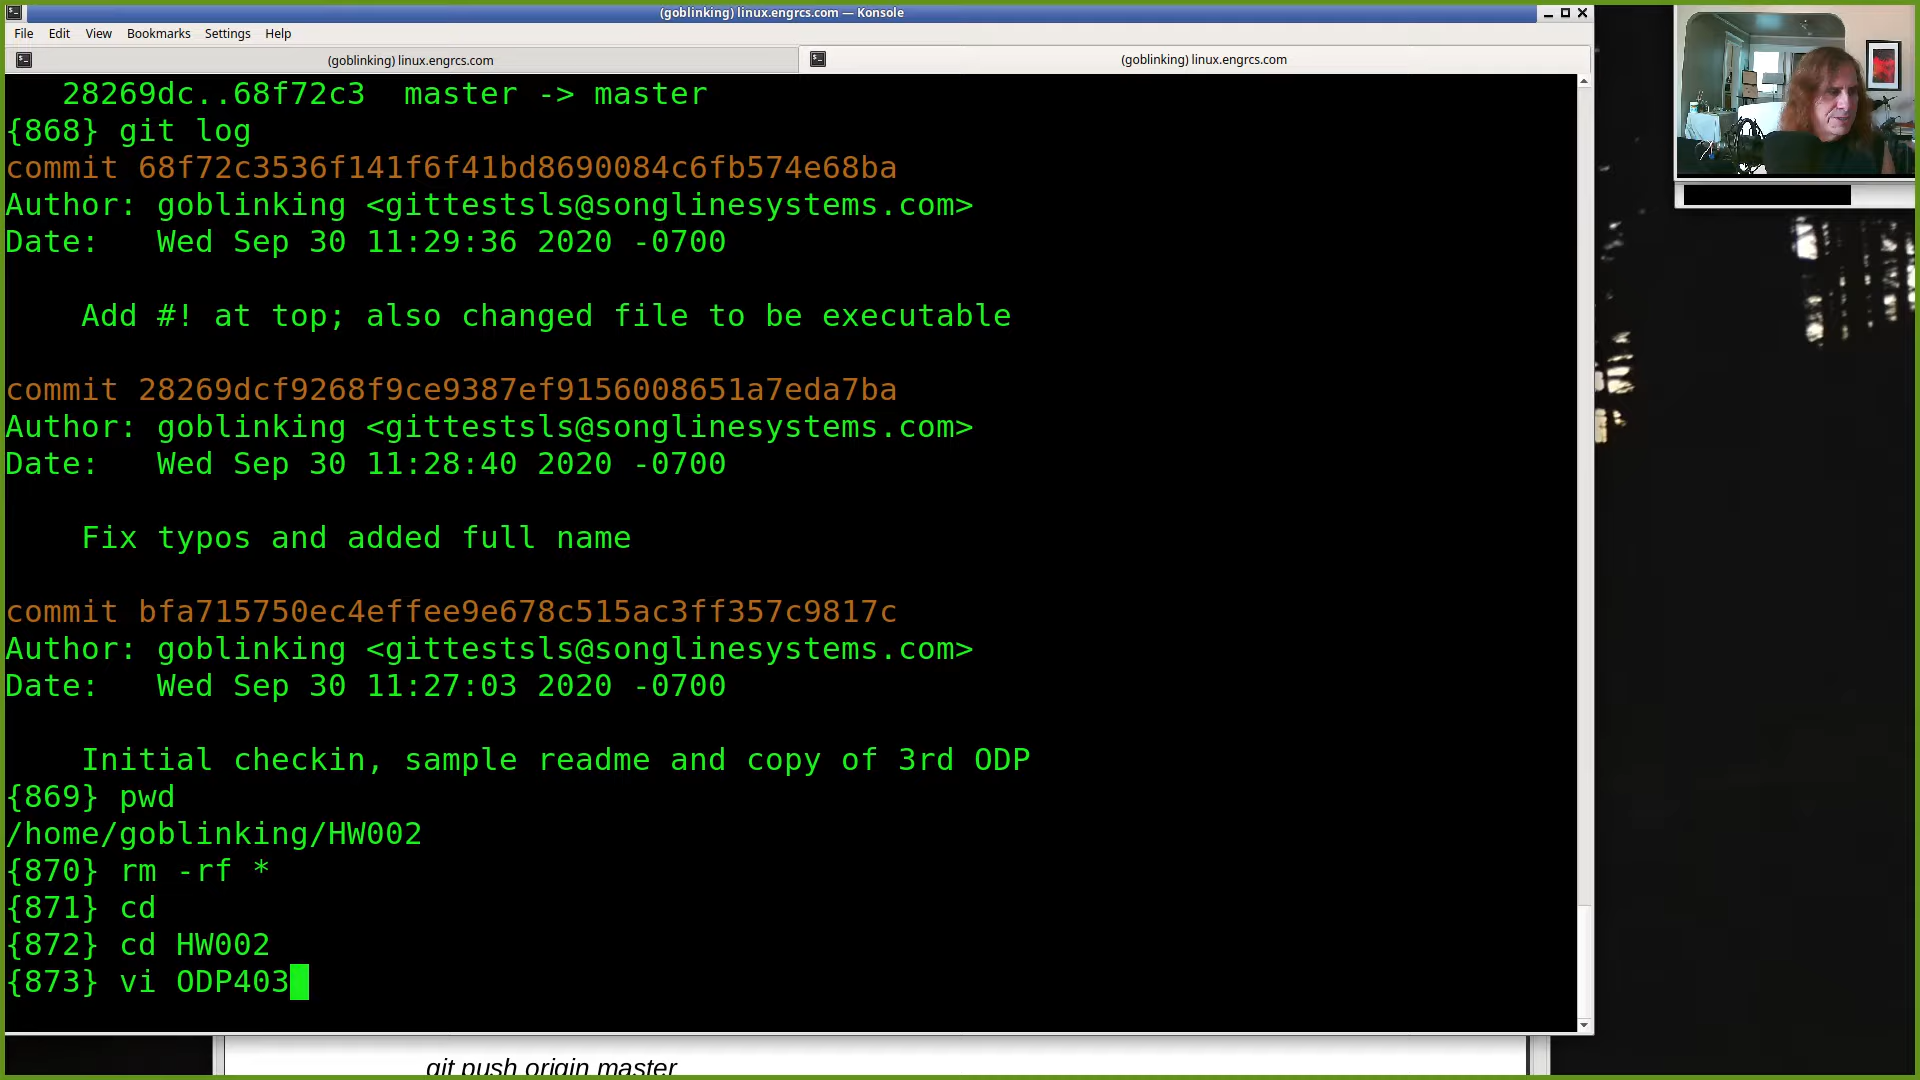 (goblinking) linux.engrcs.com — Konsole
File Edit View Bookmarks Settings Help
(goblinking) linux.engrcs.com
(goblinking) linux.engrcs.com
28269dc..68f72c3  master -> master
{868} git log
commit 68f72c3536f141f6f41bd8690084c6fb574e68ba
Author: goblinking <gittestsls@songlinesystems.com>
Date:   Wed Sep 30 11:29:36 2020 -0700
Add #! at top; also changed file to be executable
commit 28269dcf9268f9ce9387ef9156008651a7eda7ba
Author: goblinking <gittestsls@songlinesystems.com>
Date:   Wed Sep 30 11:28:40 2020 -0700
Fix typos and added full name
commit bfa715750ec4effee9e678c515ac3ff357c9817c
Author: goblinking <gittestsls@songlinesystems.com>
Date:   Wed Sep 30 11:27:03 2020 -0700
Initial checkin, sample readme and copy of 3rd ODP
{869} pwd
/home/goblinking/HW002
{870} rm -rf *
{871} cd
{872} cd HW002
{873} vi ODP403
git push origin master